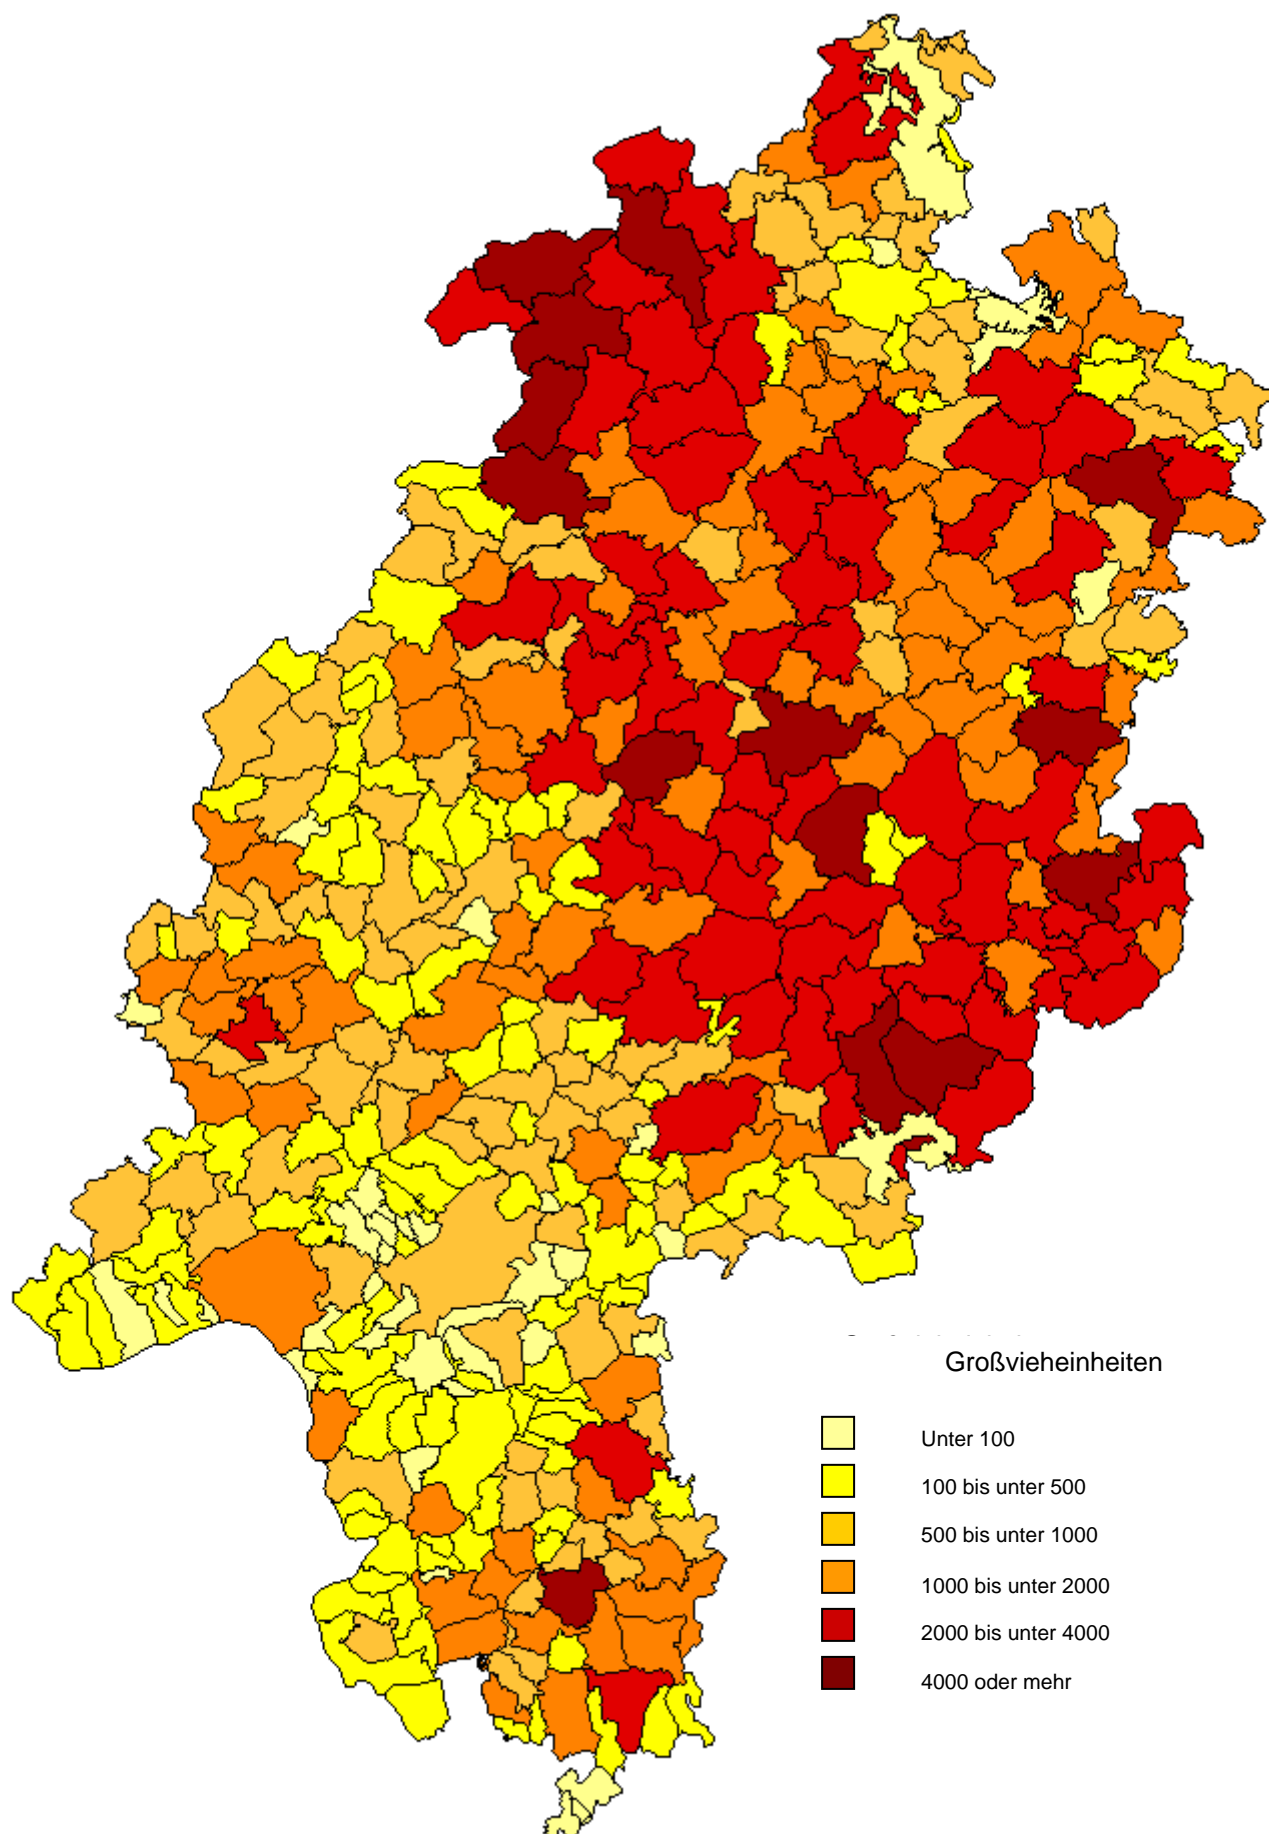 Großvieheinheiten
Unter 100
100 bis unter 500
500 bis unter 1000
1000 bis unter 2000
2000 bis unter 4000
4000 oder mehr